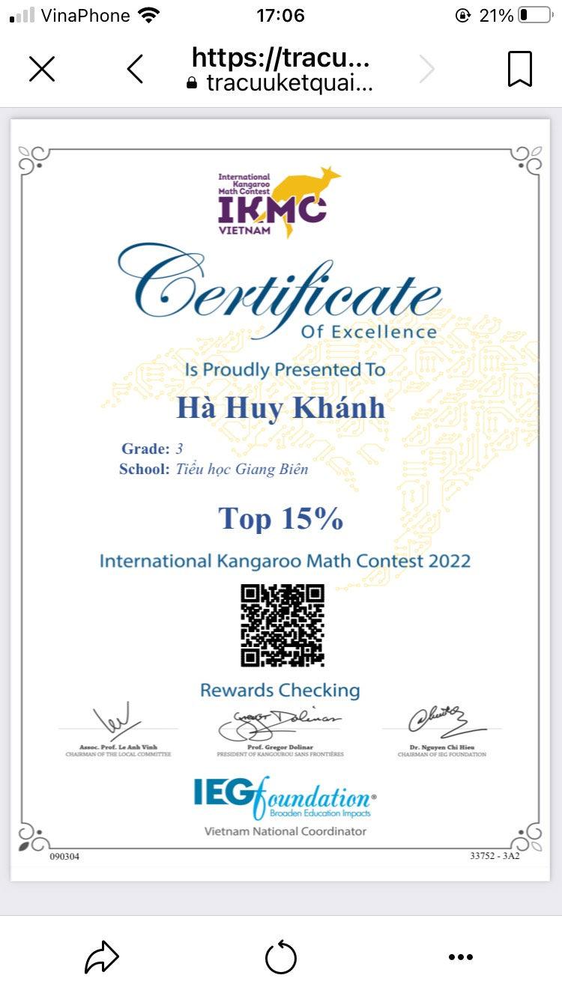 VinaPhone
17:06
21%
https://tracu...
tracuuketquai...
International
Kangaroo
Math Contest
IKMC
VIETNAM
Certificate
Of Excellence
Is Proudly Presented To
Hà Huy Khánh
Grade: 3
School: Tiểu học Giang Biên
Top 15%
International Kangaroo Math Contest 2022
Rewards Checking
Gregor Dolinar
Assoc. Prof. Le Anh Vinh
CHAIRMAN OF THE LOCAL COMMITTEE
Prof. Gregor Dolinar
PRESIDENT OF KANGOUROU SANS FRONTIÈRES
Dr. Nguyen Chi Hieu
CHAIRMAN OF IEG FOUNDATION
IEGfoundation®
Broaden Education Impacts
Vietnam National Coordinator
090304
33752 - 3A2